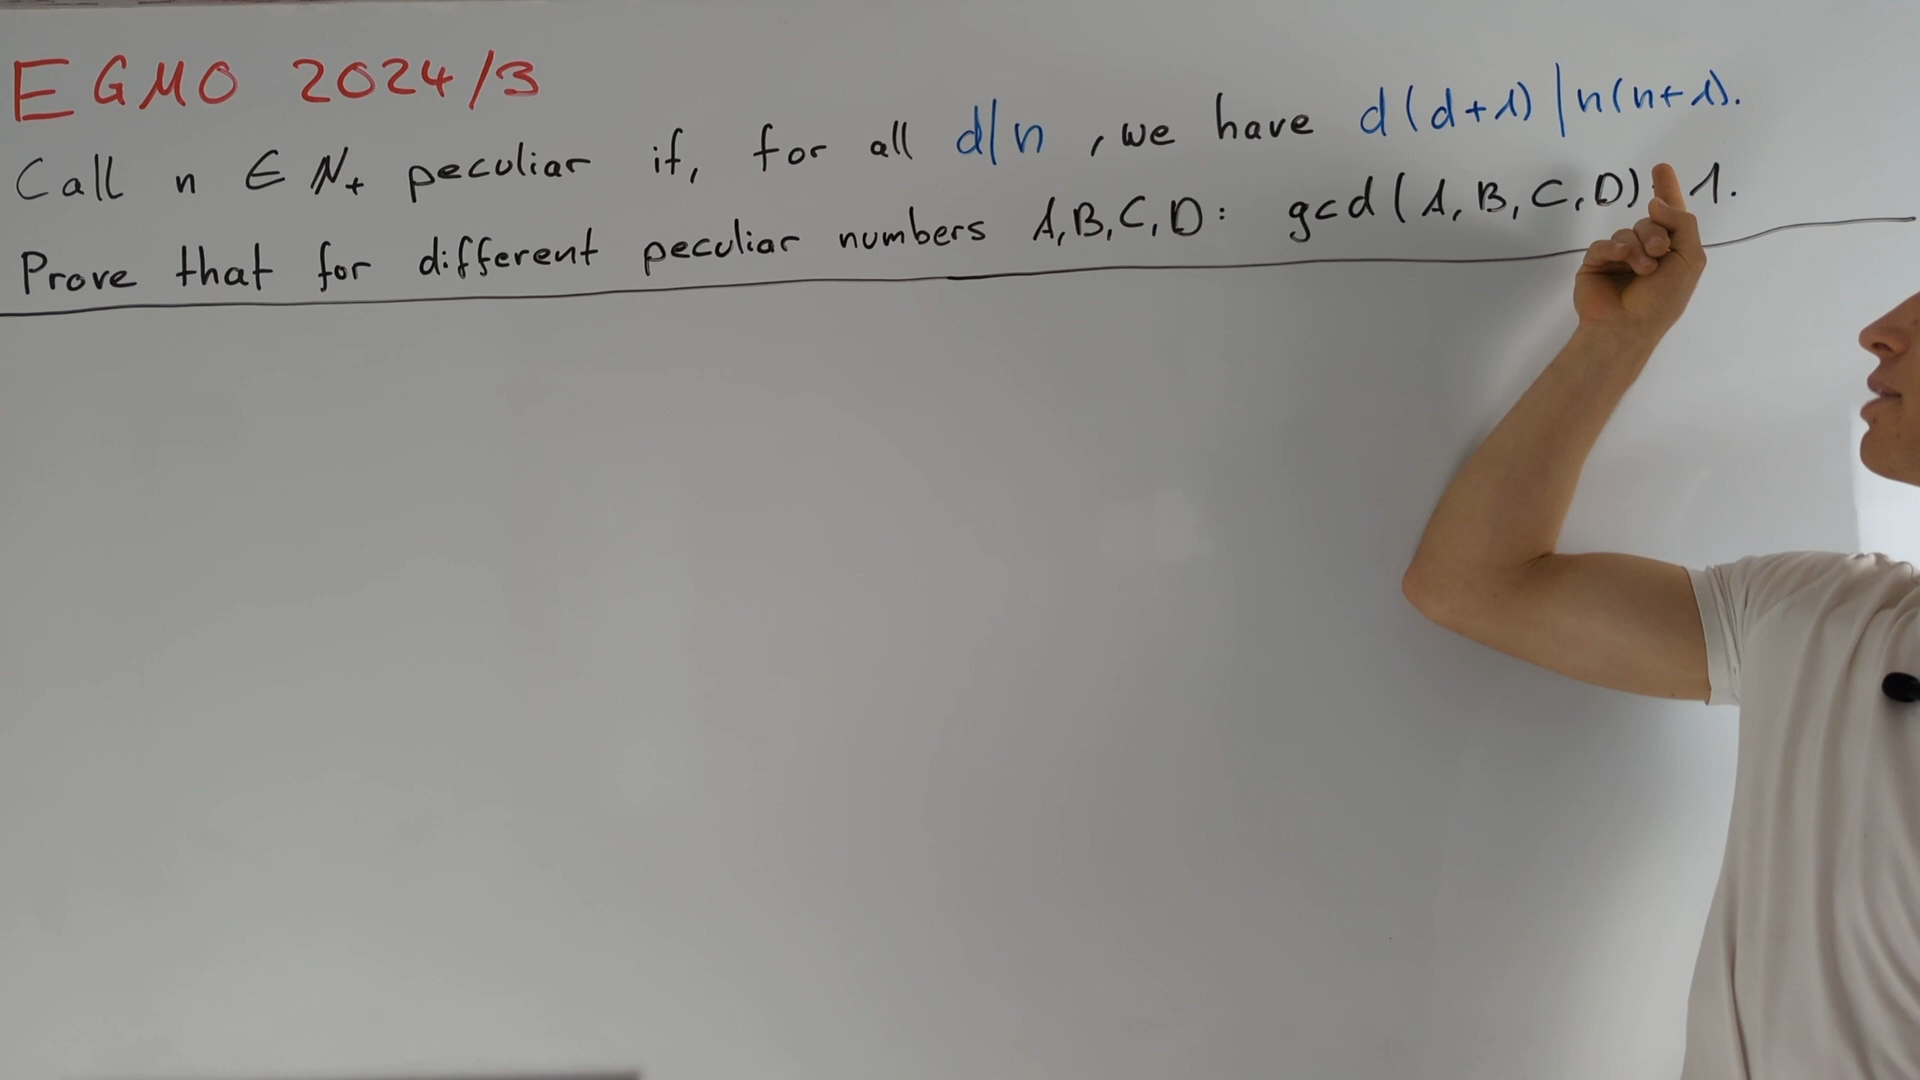 EGMO 2024/3
Call n ∈ N₊ peculiar if, for all d|n, we have d(d+1) | n(n+1).
Prove that for different peculiar numbers A,B,C,D: gcd(A,B,C,D) 1.